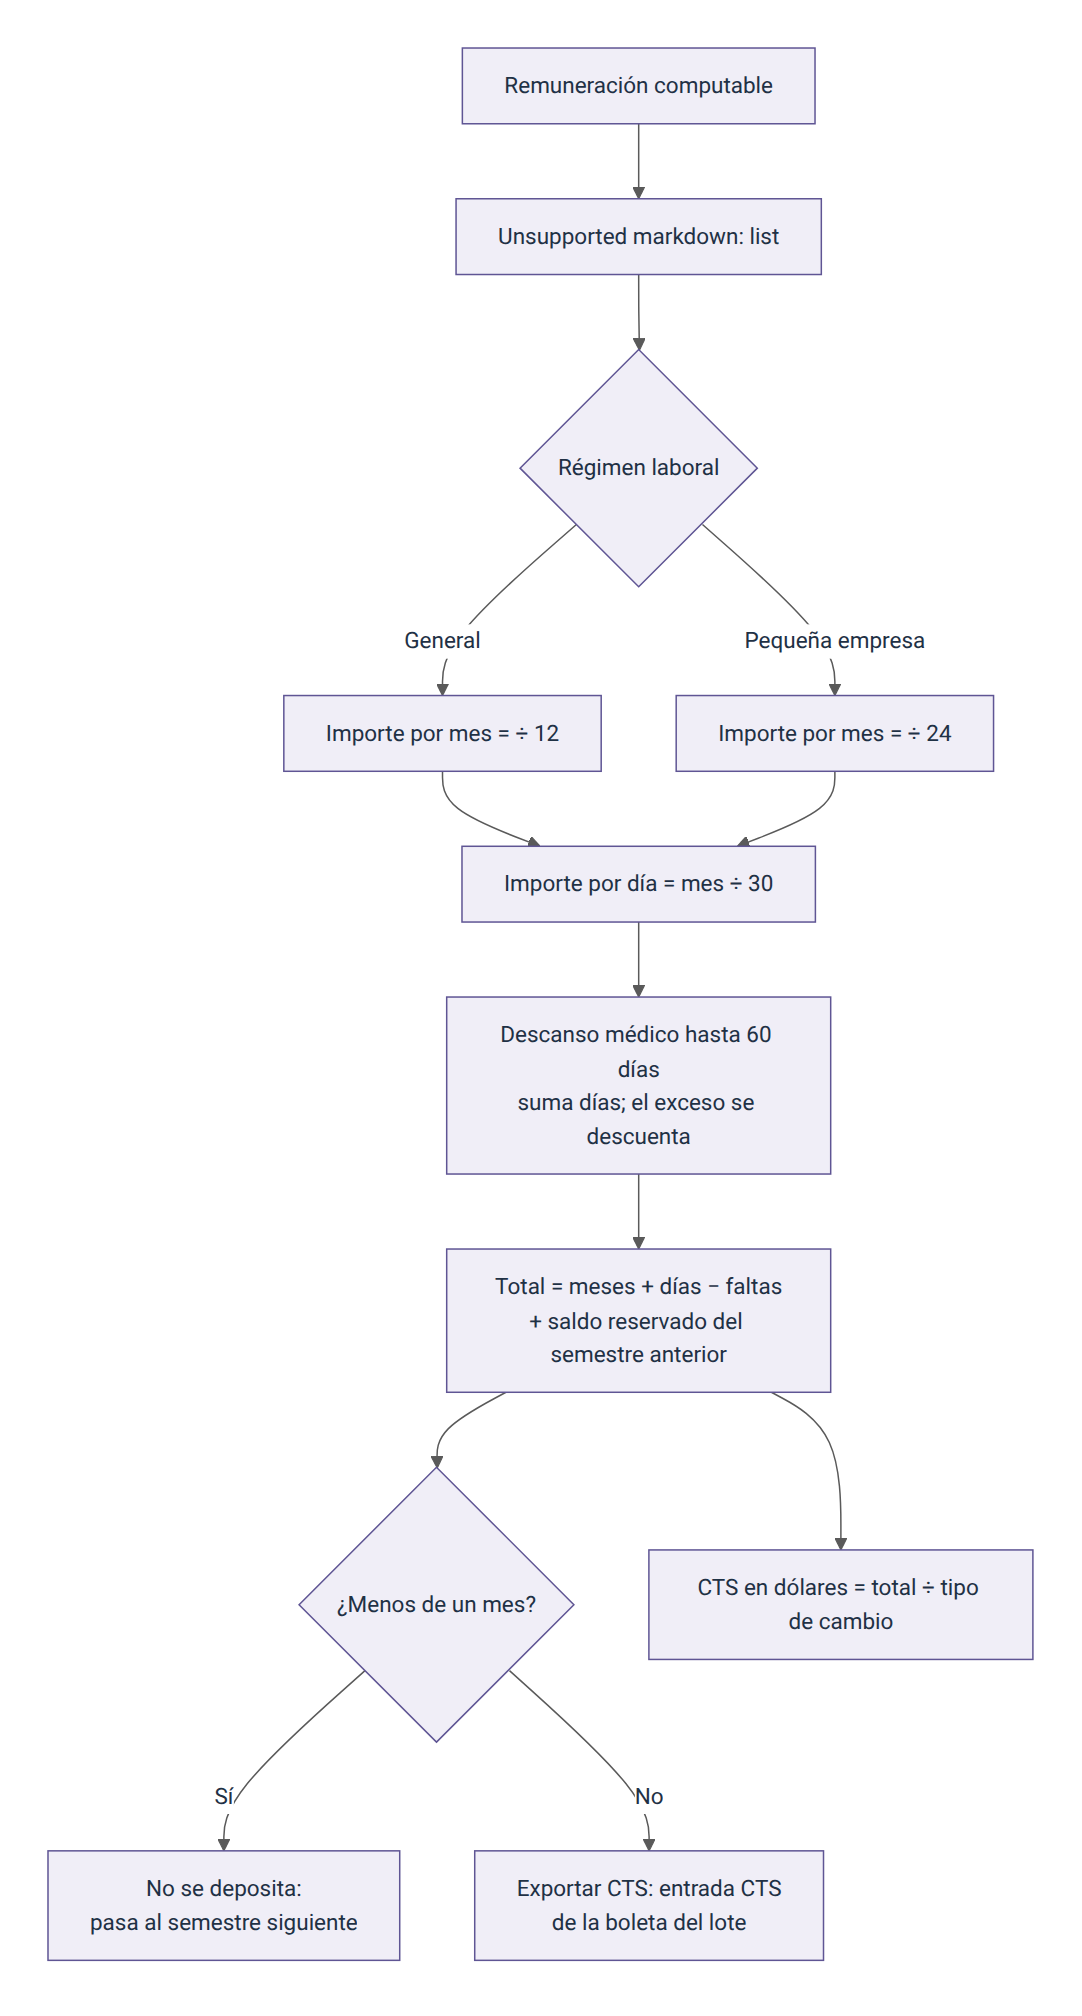 Remuneración computable
Unsupported markdown: list
Régimen laboral
General
Pequeña empresa
Importe por mes = ÷ 12
Importe por mes = ÷ 24
Importe por día = mes ÷ 30
Descanso médico hasta 60
días
suma días; el exceso se
descuenta
Total = meses + días − faltas
+ saldo reservado del
semestre anterior
¿Menos de un mes?
CTS en dólares = total ÷ tipo
de cambio
Sí
No
No se deposita:
pasa al semestre siguiente
Exportar CTS: entrada CTS
de la boleta del lote